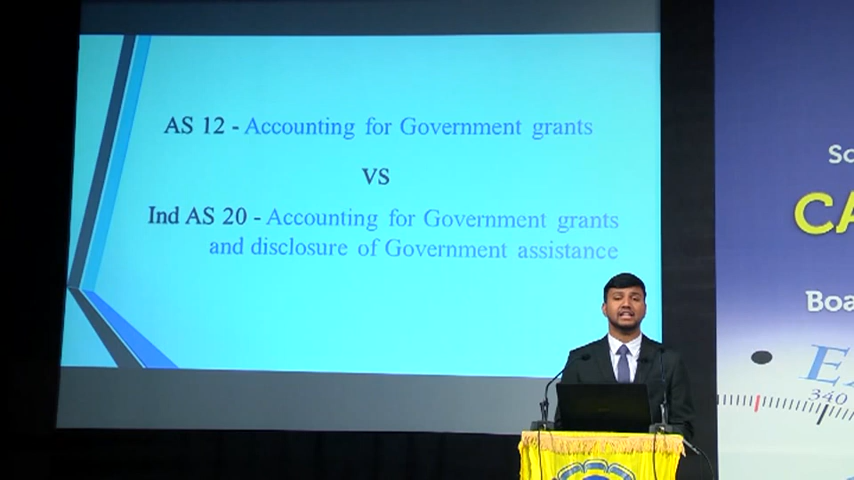 AS 12 - Accounting for Government grants
VS
Ind AS 20 - Accounting for Government grants
and disclosure of Government assistance
CA
340